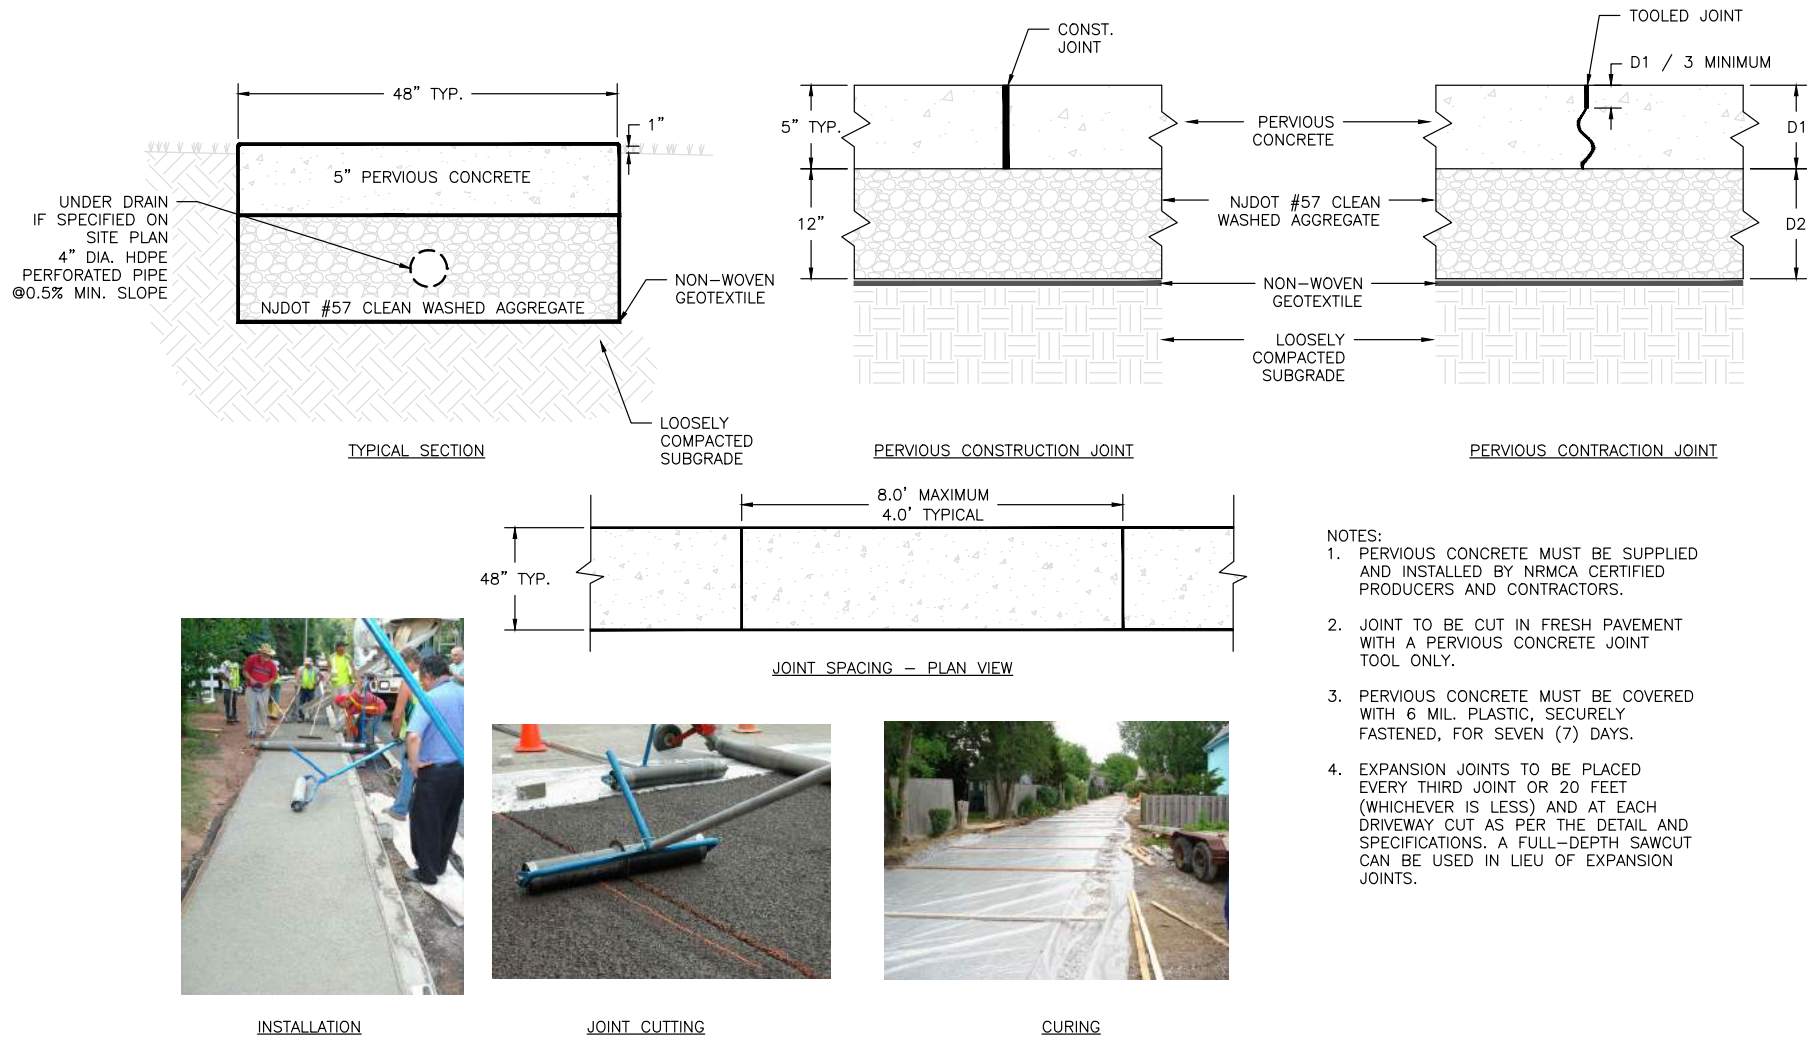 48” TYP.
1”
5” PERVIOUS CONCRETE
UNDER DRAIN
IF SPECIFIED ON
SITE PLAN
4” DIA. HDPE
PERFORATED PIPE
@0.5% MIN. SLOPE
NJDOT #57 CLEAN WASHED AGGREGATE
NON-WOVEN
GEOTEXTILE
LOOSELY
COMPACTED
SUBGRADE
TYPICAL SECTION
CONST.
JOINT
5” TYP.
12”
PERVIOUS
CONCRETE
NJDOT #57 CLEAN
WASHED AGGREGATE
NON-WOVEN
GEOTEXTILE
LOOSELY
COMPACTED
SUBGRADE
PERVIOUS CONSTRUCTION JOINT
TOOLED JOINT
D1 / 3 MINIMUM
D1
D2
PERVIOUS CONTRACTION JOINT
8.0’ MAXIMUM
4.0’ TYPICAL
48” TYP.
JOINT SPACING – PLAN VIEW
NOTES:
1. PERVIOUS CONCRETE MUST BE SUPPLIED
AND INSTALLED BY NRMCA CERTIFIED
PRODUCERS AND CONTRACTORS.
2. JOINT TO BE CUT IN FRESH PAVEMENT
WITH A PERVIOUS CONCRETE JOINT
TOOL ONLY.
3. PERVIOUS CONCRETE MUST BE COVERED
WITH 6 MIL. PLASTIC, SECURELY
FASTENED, FOR SEVEN (7) DAYS.
4. EXPANSION JOINTS TO BE PLACED
EVERY THIRD JOINT OR 20 FEET
(WHICHEVER IS LESS) AND AT EACH
DRIVEWAY CUT AS PER THE DETAIL AND
SPECIFICATIONS. A FULL-DEPTH SAWCUT
CAN BE USED IN LIEU OF EXPANSION
JOINTS.
INSTALLATION
JOINT CUTTING
CURING